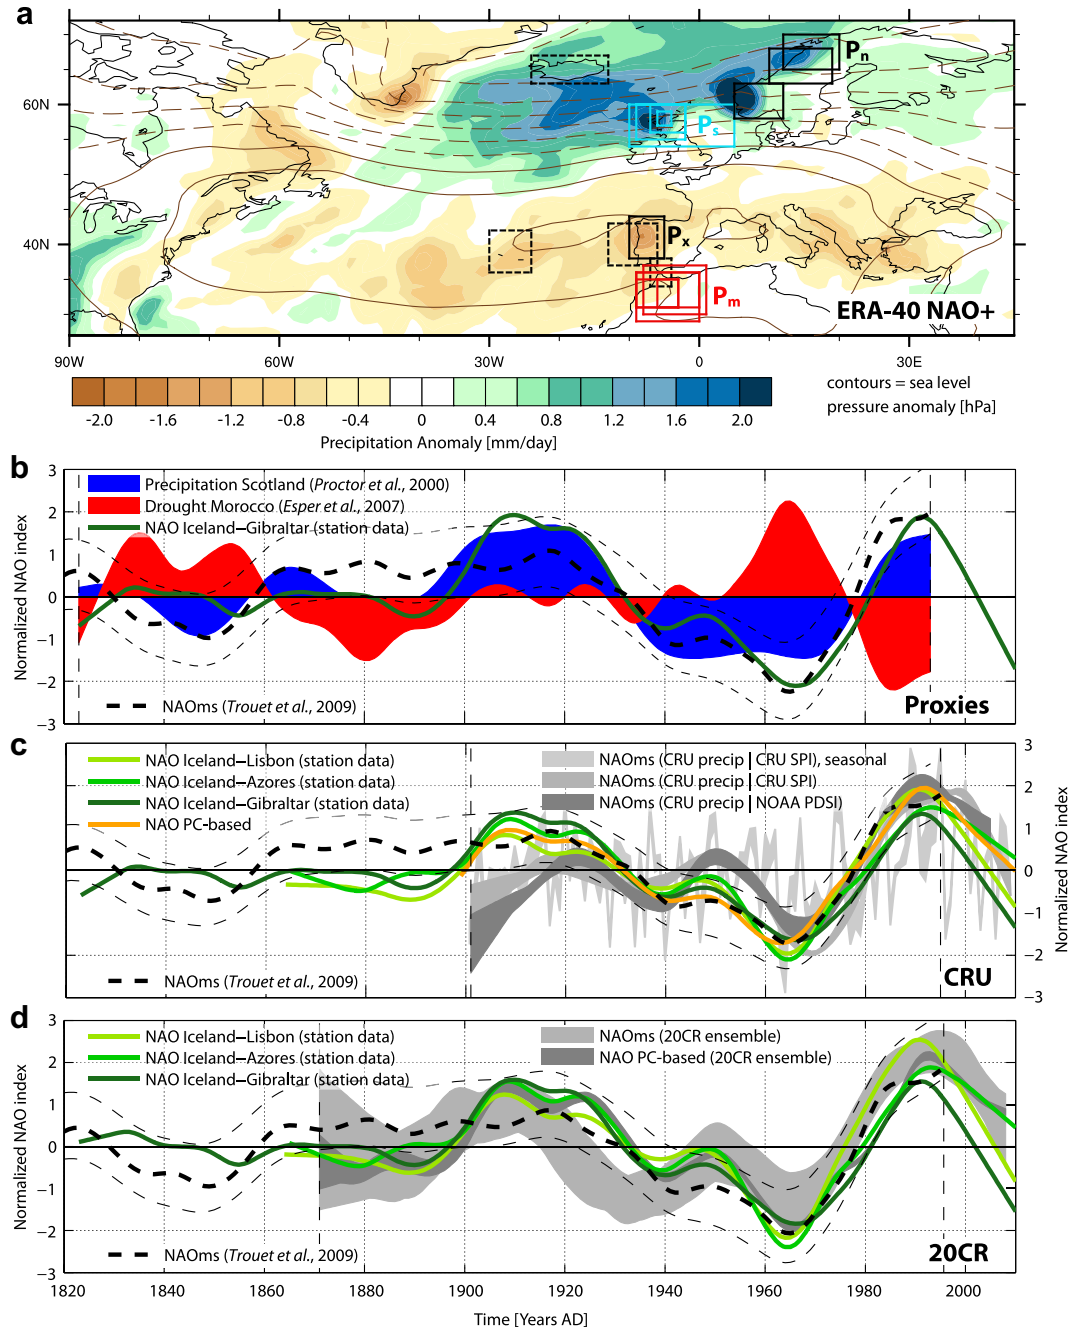 a
60N
40N
P_n
P_s
P_x
P_m
ERA-40 NAO+
90W 60W 30W 0 30E
-2.0 -1.6 -1.2 -0.8 -0.4 0 0.4 0.8 1.2 1.6 2.0
Precipitation Anomaly [mm/day]
contours = sea level
pressure anomaly [hPa]
b
Normalized NAO index
3
2
1
0
−1
−2
−3
Precipitation Scotland (Proctor et al., 2000)
Drought Morocco (Esper et al., 2007)
NAO Iceland−Gibraltar (station data)
NAOms (Trouet et al., 2009)
Proxies
c
Normalized NAO index
3
2
1
0
−1
−2
−3
NAO Iceland−Lisbon (station data)
NAO Iceland−Azores (station data)
NAO Iceland−Gibraltar (station data)
NAO PC-based
NAOms (CRU precip | CRU SPI), seasonal
NAOms (CRU precip | CRU SPI)
NAOms (CRU precip | NOAA PDSI)
NAOms (Trouet et al., 2009)
CRU
d
Normalized NAO index
3
2
1
0
−1
−2
−3
NAO Iceland−Lisbon (station data)
NAO Iceland−Azores (station data)
NAO Iceland−Gibraltar (station data)
NAOms (20CR ensemble)
NAO PC-based (20CR ensemble)
NAOms (Trouet et al., 2009)
20CR
1820 1840 1860 1880 1900 1920 1940 1960 1980 2000
Time [Years AD]